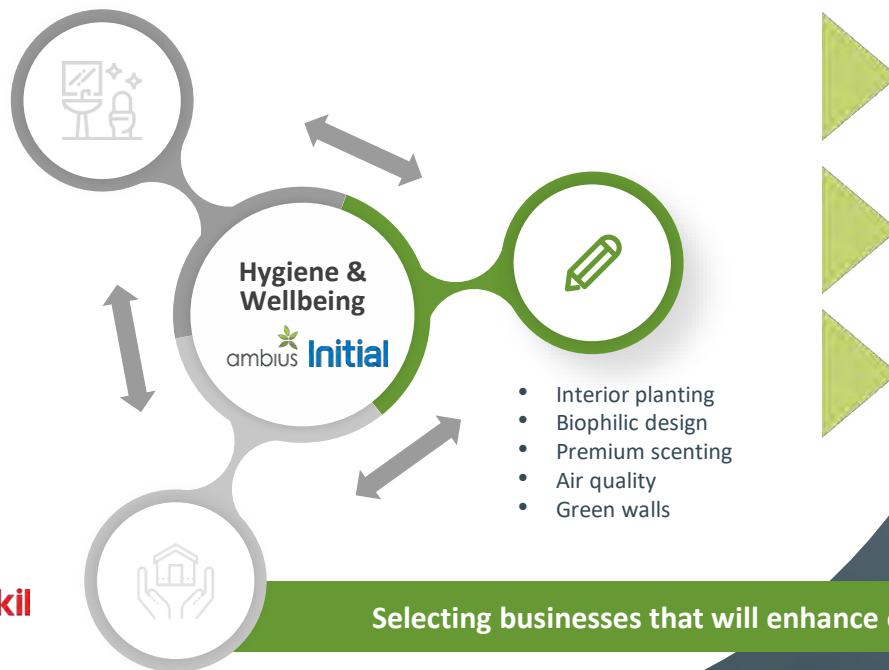 Hygiene &
Wellbeing
ambius Initial
• Interior planting
• Biophilic design
• Premium scenting
• Air quality
• Green walls
kil
Selecting businesses that will enhance